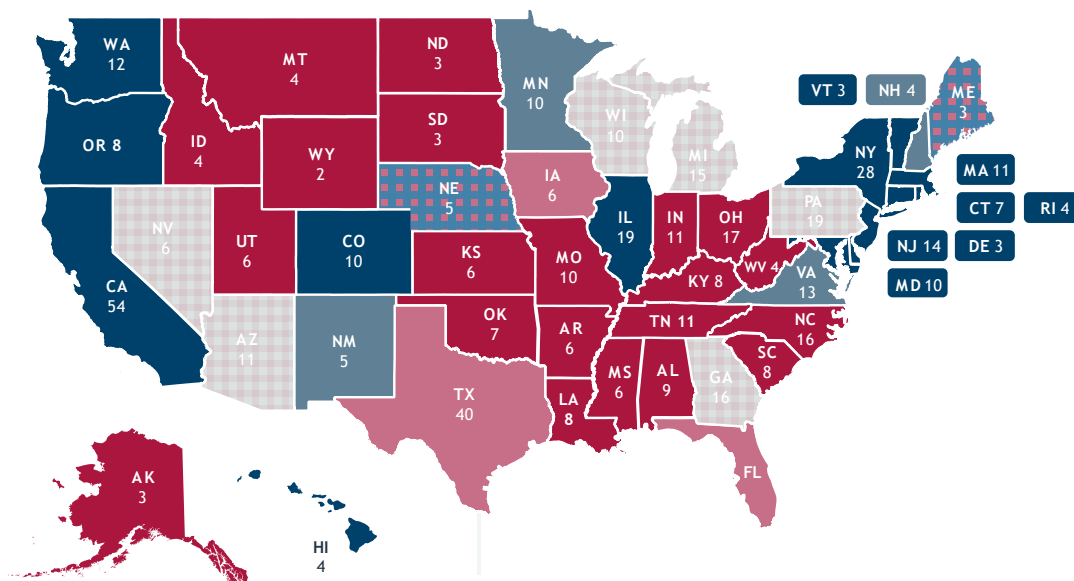 WA
12
MT
4
ND
3
MN
10
VT 3
NH 4
ME
3
OR 8
ID
4
SD
3
WI
10
NY
28
WY
2
MI
15
MA 11
IA
6
NE
5
PA
19
CT 7
RI 4
NV
6
UT
6
CO
10
IL
19
IN
11
OH
17
NJ 14
DE 3
KS
6
MO
10
WV 4
VA
13
MD 10
CA
54
KY 8
AZ
11
NM
5
OK
7
AR
6
TN 11
NC
16
SC
8
TX
40
MS
6
AL
9
GA
16
LA
8
FL
AK
3
HI
4